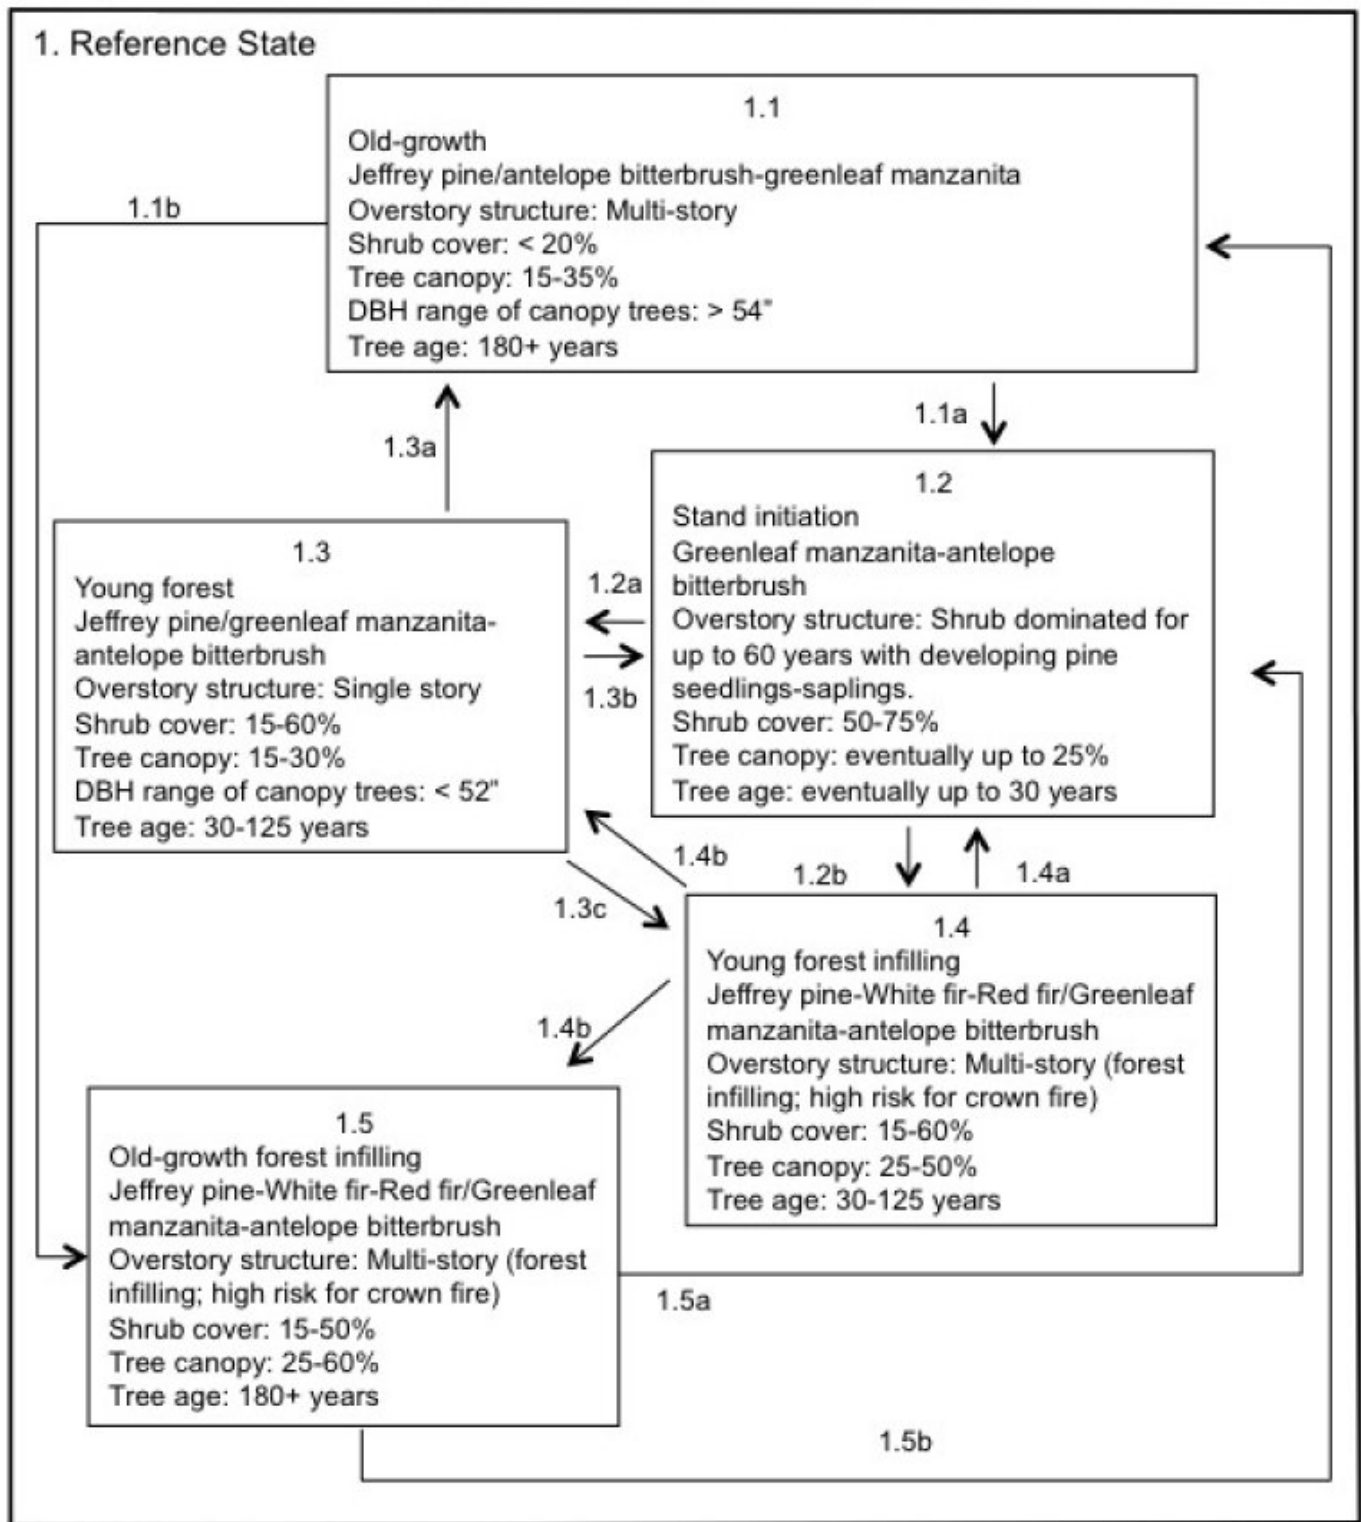 1. Reference State
1.1
Old-growth
Jeffrey pine/antelope bitterbrush-greenleaf manzanita
Overstory structure: Multi-story
Shrub cover: < 20%
Tree canopy: 15-35%
DBH range of canopy trees: > 54"
Tree age: 180+ years
1.1b
1.1a
1.3a
1.2
Stand initiation
Greenleaf manzanita-antelope
bitterbrush
Overstory structure: Shrub dominated for
up to 60 years with developing pine
seedlings-saplings.
Shrub cover: 50-75%
Tree canopy: eventually up to 25%
Tree age: eventually up to 30 years
1.3
Young forest
Jeffrey pine/greenleaf manzanita-
antelope bitterbrush
Overstory structure: Single story
Shrub cover: 15-60%
Tree canopy: 15-30%
DBH range of canopy trees: < 52"
Tree age: 30-125 years
1.2a
1.3b
1.4b
1.3c
1.2b
1.4a
1.4
Young forest infilling
Jeffrey pine-White fir-Red fir/Greenleaf
manzanita-antelope bitterbrush
Overstory structure: Multi-story (forest
infilling; high risk for crown fire)
Shrub cover: 15-60%
Tree canopy: 25-50%
Tree age: 30-125 years
1.4b
1.5
Old-growth forest infilling
Jeffrey pine-White fir-Red fir/Greenleaf
manzanita-antelope bitterbrush
Overstory structure: Multi-story (forest
infilling; high risk for crown fire)
Shrub cover: 15-50%
Tree canopy: 25-60%
Tree age: 180+ years
1.5a
1.5b